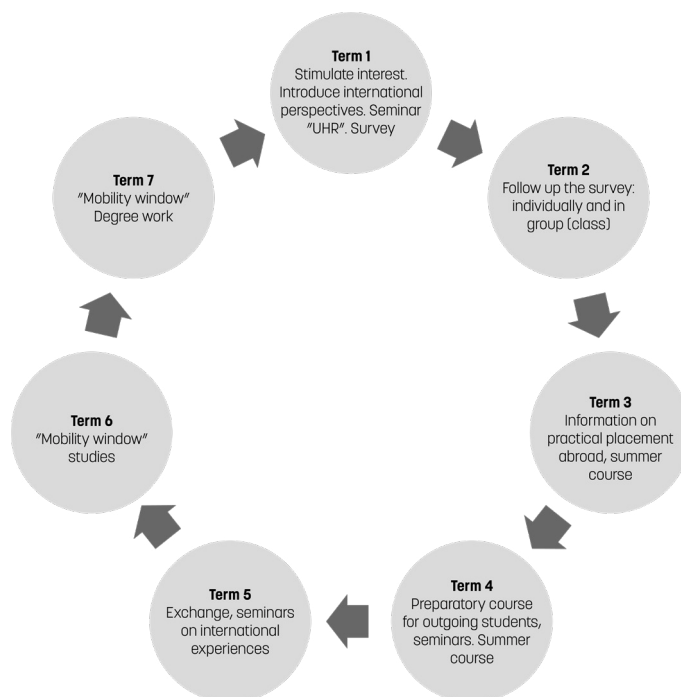 Term 1
Stimulate interest.
Introduce international
perspectives. Seminar
"UHR". Survey
Term 2
Follow up the survey:
individually and in
group (class)
Term 3
Information on
practical placement
abroad, summer
course
Term 4
Preparatory course
for outgoing students,
seminars. Summer
course
Term 5
Exchange, seminars
on international
experiences
Term 6
"Mobility window"
studies
Term 7
"Mobility window"
Degree work